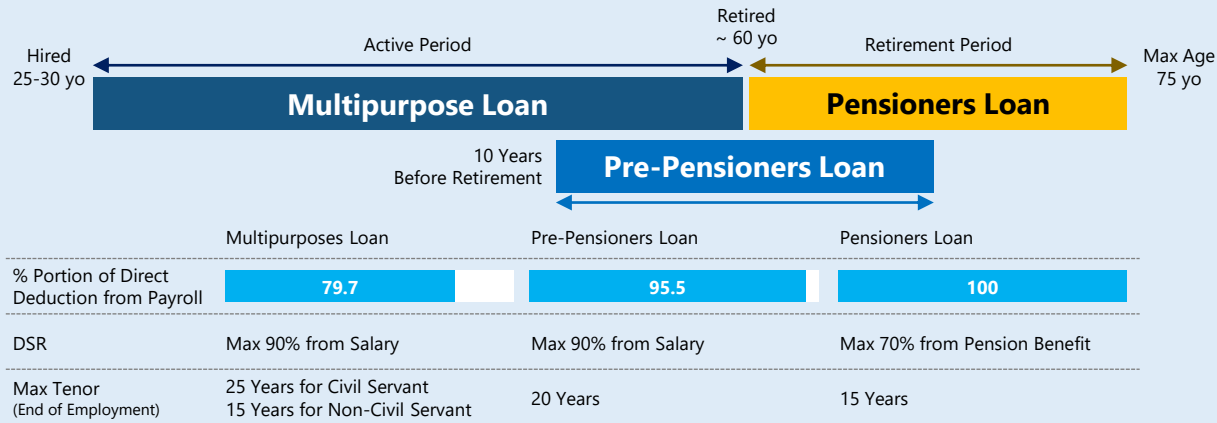 Hired
25-30 yo
Active Period
Retired
~ 60 yo
Retirement Period
Max Age
75 yo
Multipurpose Loan
Pensioners Loan
10 Years
Before Retirement
Pre-Pensioners Loan
Multipurposes Loan
Pre-Pensioners Loan
Pensioners Loan
% Portion of Direct
Deduction from Payroll
79.7
95.5
100
DSR
Max 90% from Salary
Max 90% from Salary
Max 70% from Pension Benefit
Max Tenor
(End of Employment)
25 Years for Civil Servant
15 Years for Non-Civil Servant
20 Years
15 Years